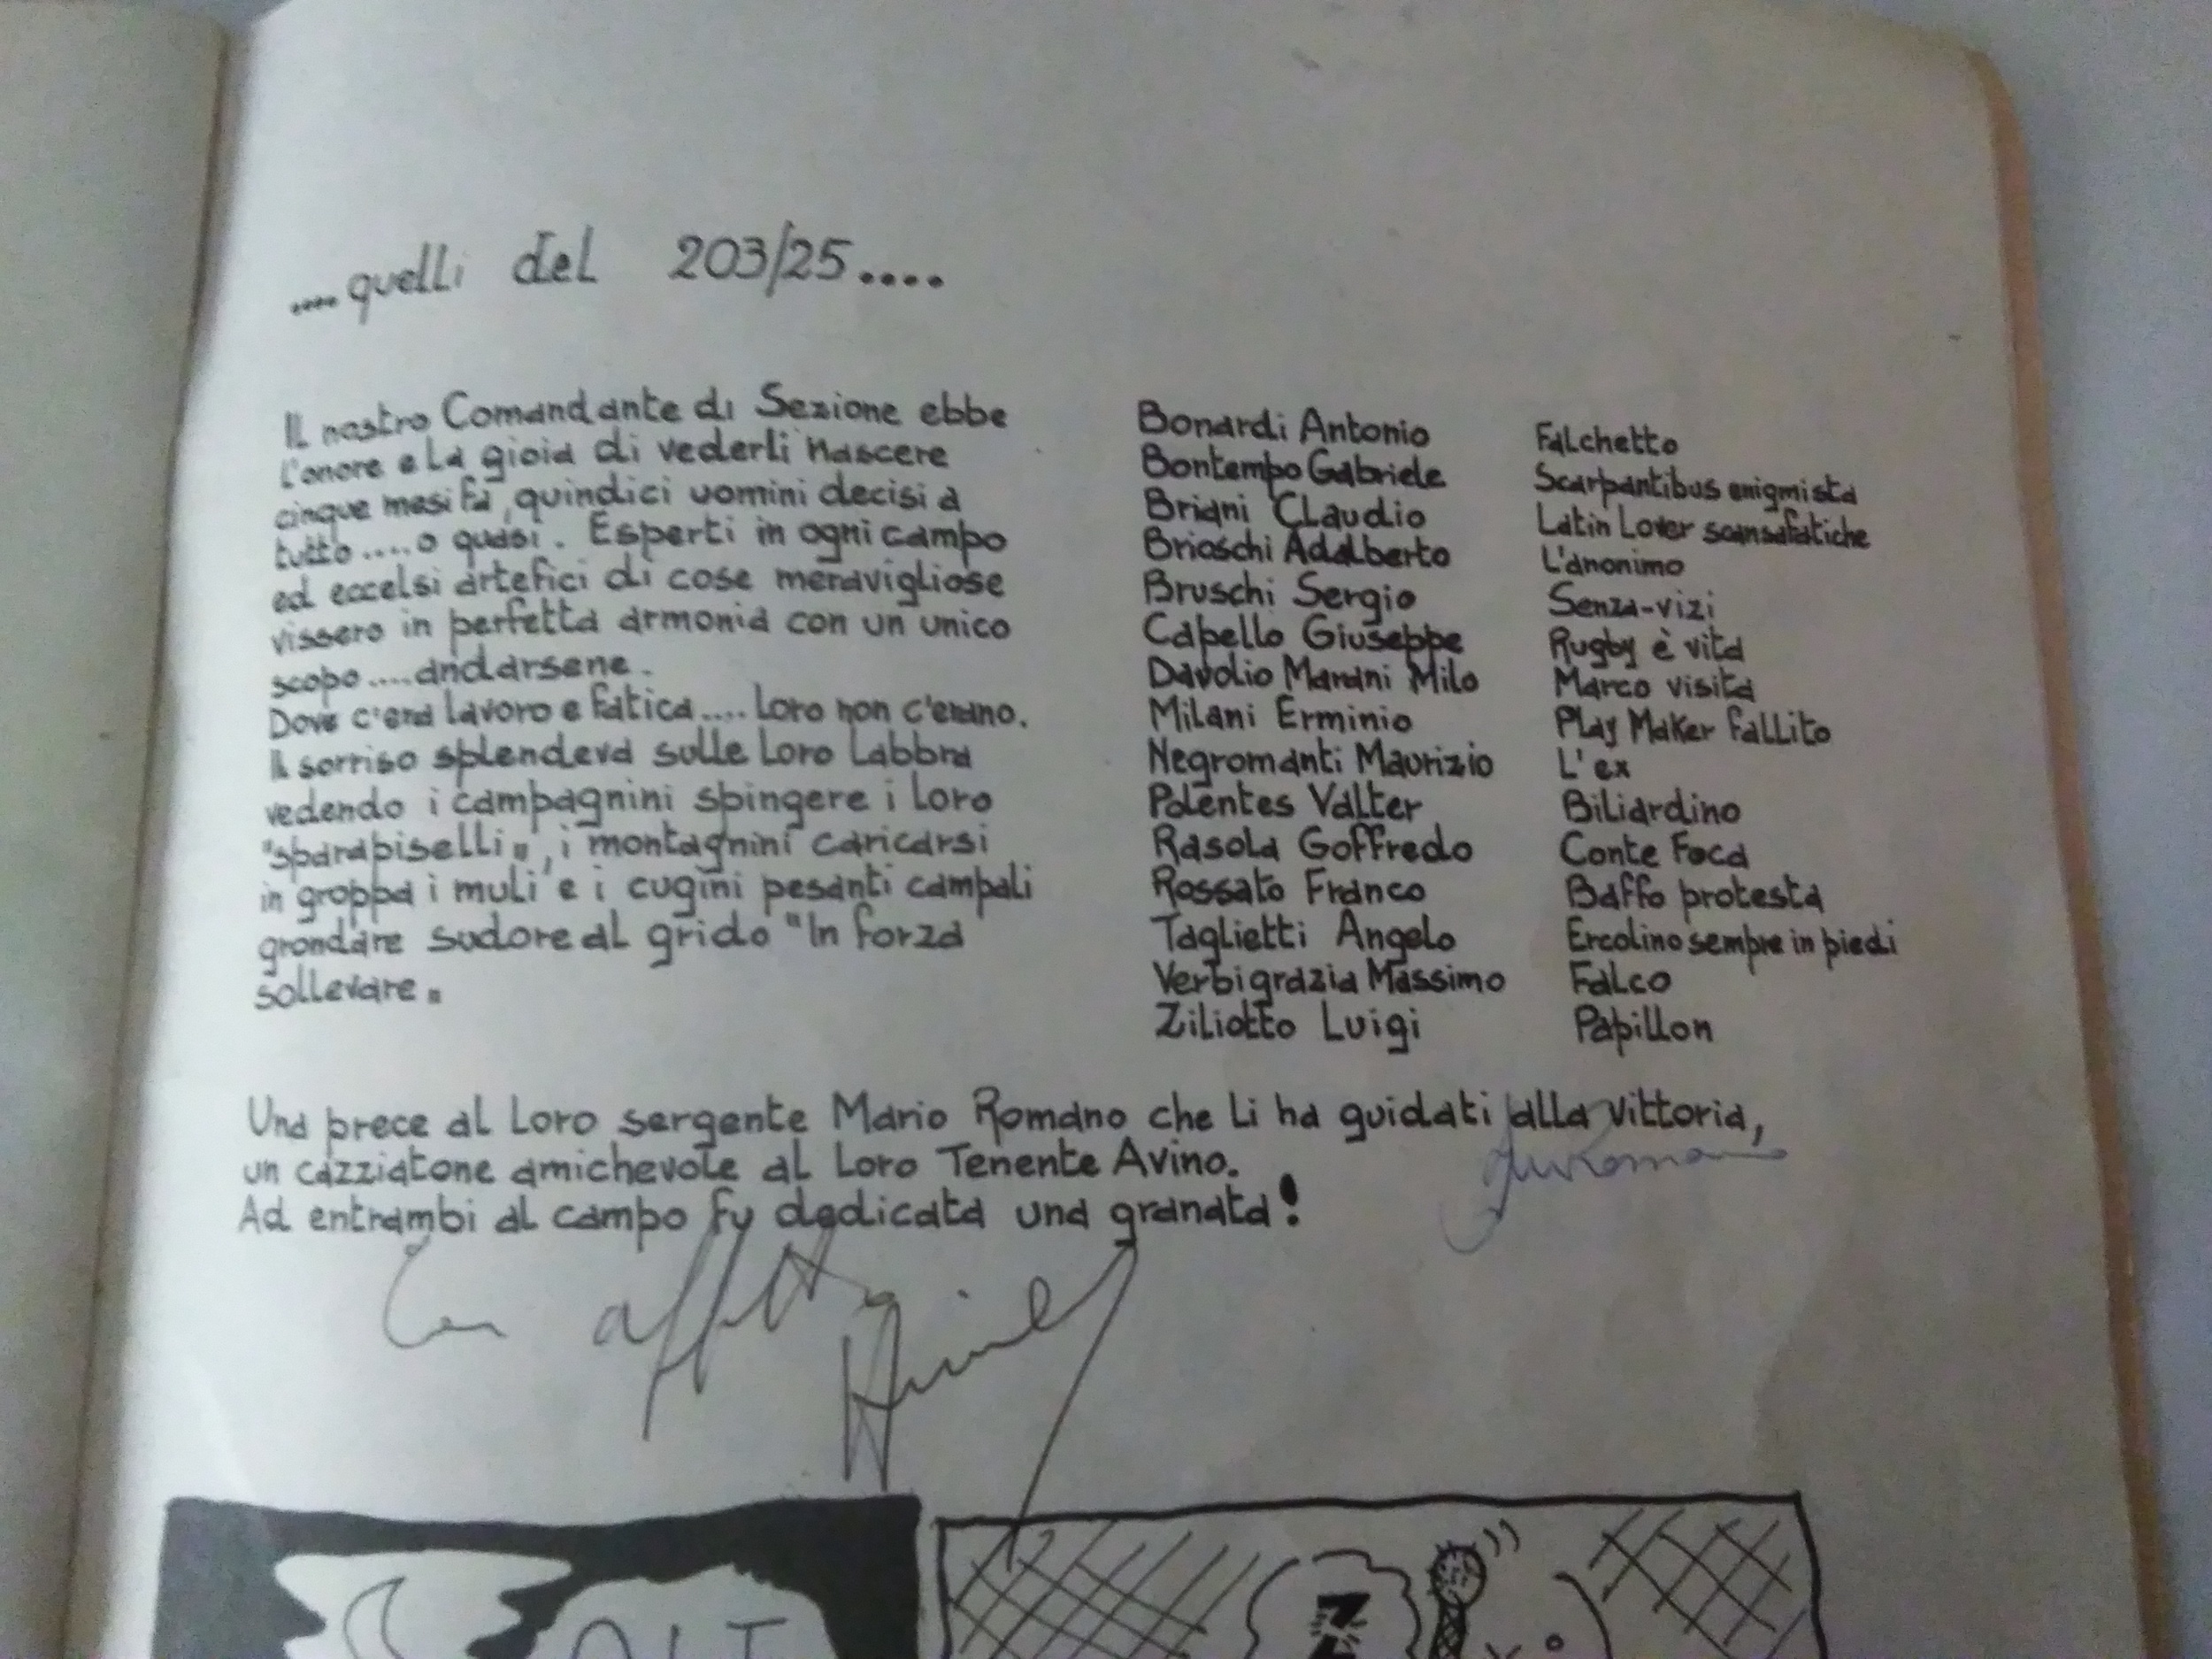 ....quelli del 203/25....
Il nostro Comandante di Sezione ebbe
l'onore e la gioia di vederli nascere
cinque mesi fa, quindici uomini decisi a
tutto.....o quasi. Esperti in ogni campo
ed eccelsi artefici di cose meravigliose
vissero in perfetta armonia con un unico
scopo....andarsene.
Dove c'era lavoro e fatica.... loro non c'erano.
Il sorriso splendeva sulle loro labbra
vedendo i campagnini spingere i loro
"sparapiselli", i montagnini caricarsi
in groppa i muli e i cugini pesanti campali
grondare sudore al grido "In forza
sollevare"
Bonardi Antonio Falchetto
Bontempo Gabriele Scarpantibus enigmista
Briani Claudio Latin Lover scansafatiche
Brioschi Adalberto L'anonimo
Bruschi Sergio Senza-vizi
Capello Giuseppe Rugby è vita
Davolio Marani Milo Marco visita
Milani Erminio Play Maker fallito
Negromanti Maurizio L'ex
Polentes Valter Biliardino
Rasola Goffredo Conte Foca
Rossato Franco Baffo protesta
Taglietti Angelo Ercolino sempre in piedi
Verbigrazia Massimo Falco
Ziliotto Luigi Papillon
Una prece al loro sergente Mario Romano che li ha guidati alla vittoria,
un cazziatone amichevole al loro Tenente Avino.
Ad entrambi al campo fu dedicata una granata!
Romano
Con affetto